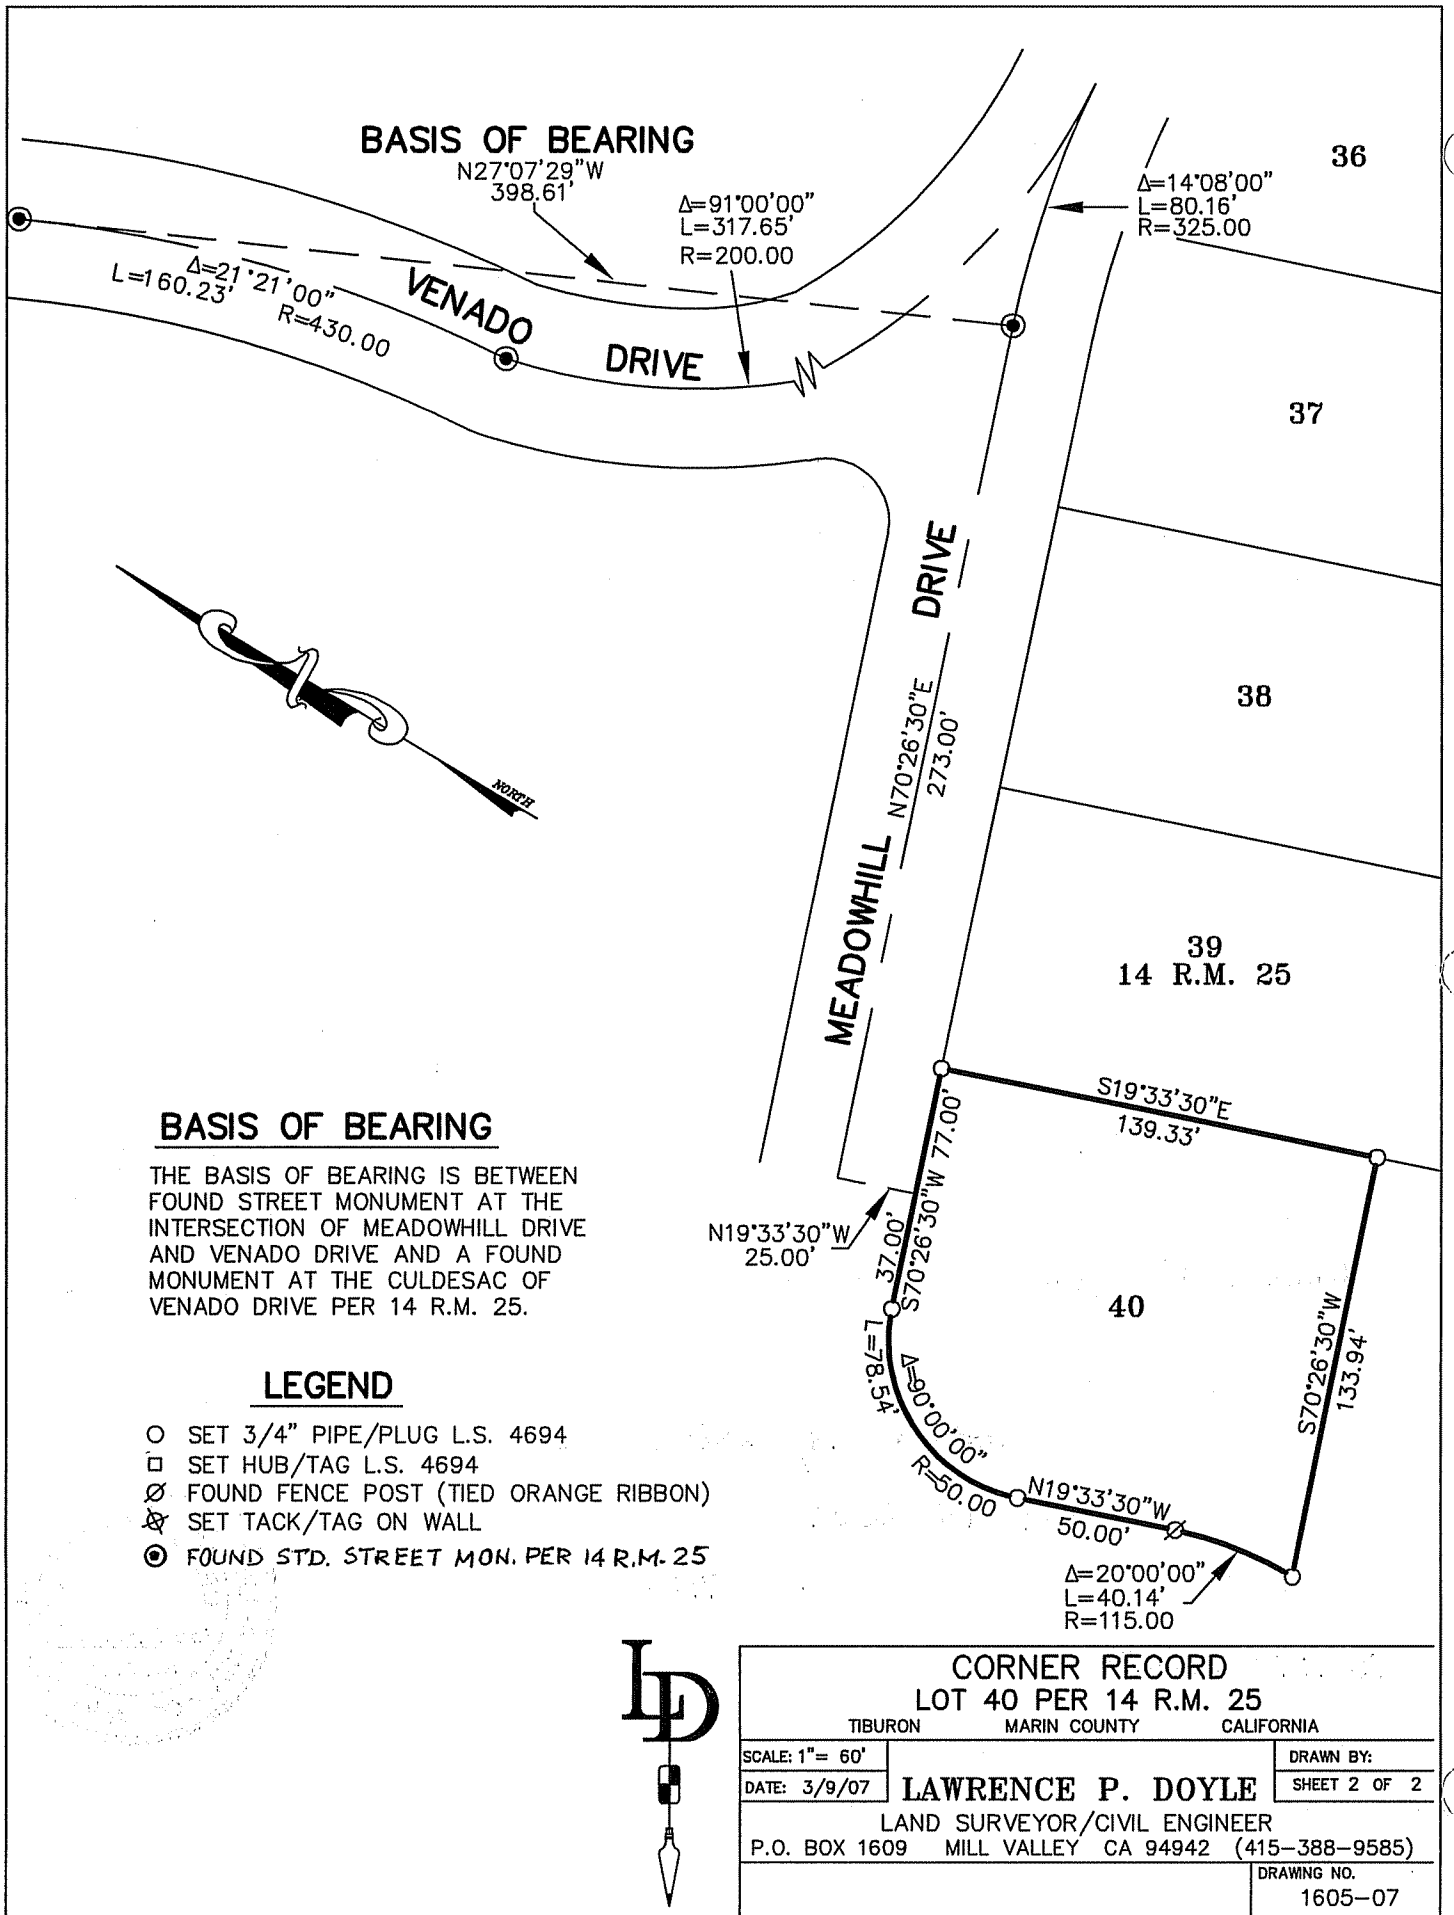 BASIS OF BEARING
N27°07'29"W
398.61'
Δ=91°00'00"
L=317.65'
R=200.00
Δ=14°08'00"
L=80.16'
R=325.00
36
Δ=21°21'00"
L=160.23'
R=430.00
VENADO
DRIVE
37
DRIVE
38
N70°26'30"E
273.00'
NORTH
MEADOWHILL
39
14 R.M. 25
S19°33'30"E
139.33'
S70°26'30"W 77.00'
37.00'
N19°33'30"W
25.00'
40
S70°26'30"W
133.94'
L=78.54'
Δ=90°00'00"
R=50.00
N19°33'30"W
50.00'
Δ=20°00'00"
L=40.14'
R=115.00
BASIS OF BEARING
THE BASIS OF BEARING IS BETWEEN
FOUND STREET MONUMENT AT THE
INTERSECTION OF MEADOWHILL DRIVE
AND VENADO DRIVE AND A FOUND
MONUMENT AT THE CULDESAC OF
VENADO DRIVE PER 14 R.M. 25.
LEGEND
SET 3/4" PIPE/PLUG L.S. 4694
SET HUB/TAG L.S. 4694
FOUND FENCE POST (TIED ORANGE RIBBON)
SET TACK/TAG ON WALL
FOUND STD. STREET MON. PER 14 R.M. 25
LD
CORNER RECORD
LOT 40 PER 14 R.M. 25
TIBURON MARIN COUNTY CALIFORNIA
SCALE: 1"= 60'
DATE: 3/9/07
LAWRENCE P. DOYLE
DRAWN BY:
SHEET 2 OF 2
LAND SURVEYOR/CIVIL ENGINEER
P.O. BOX 1609 MILL VALLEY CA 94942 (415-388-9585)
DRAWING NO.
1605-07